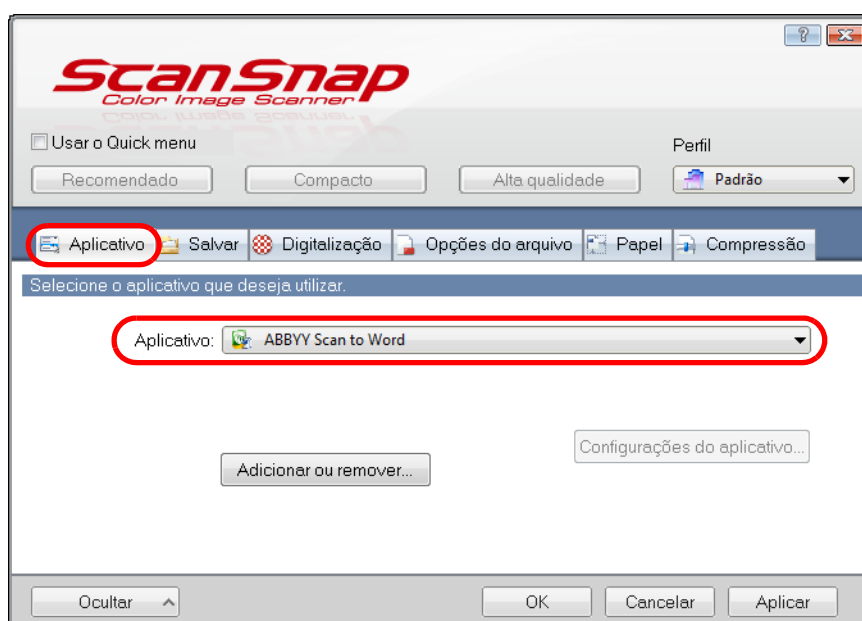 ScanSnap
Color Image Scanner
Usar o Quick menu
Perfil
Recomendado Compacto Alta qualidade Padrão
Aplicativo Salvar Digitalização Opções do arquivo Papel Compressão
Selecione o aplicativo que deseja utilizar.
Aplicativo: ABBYY Scan to Word
Configurações do aplicativo...
Adicionar ou remover...
Ocultar OK Cancelar Aplicar